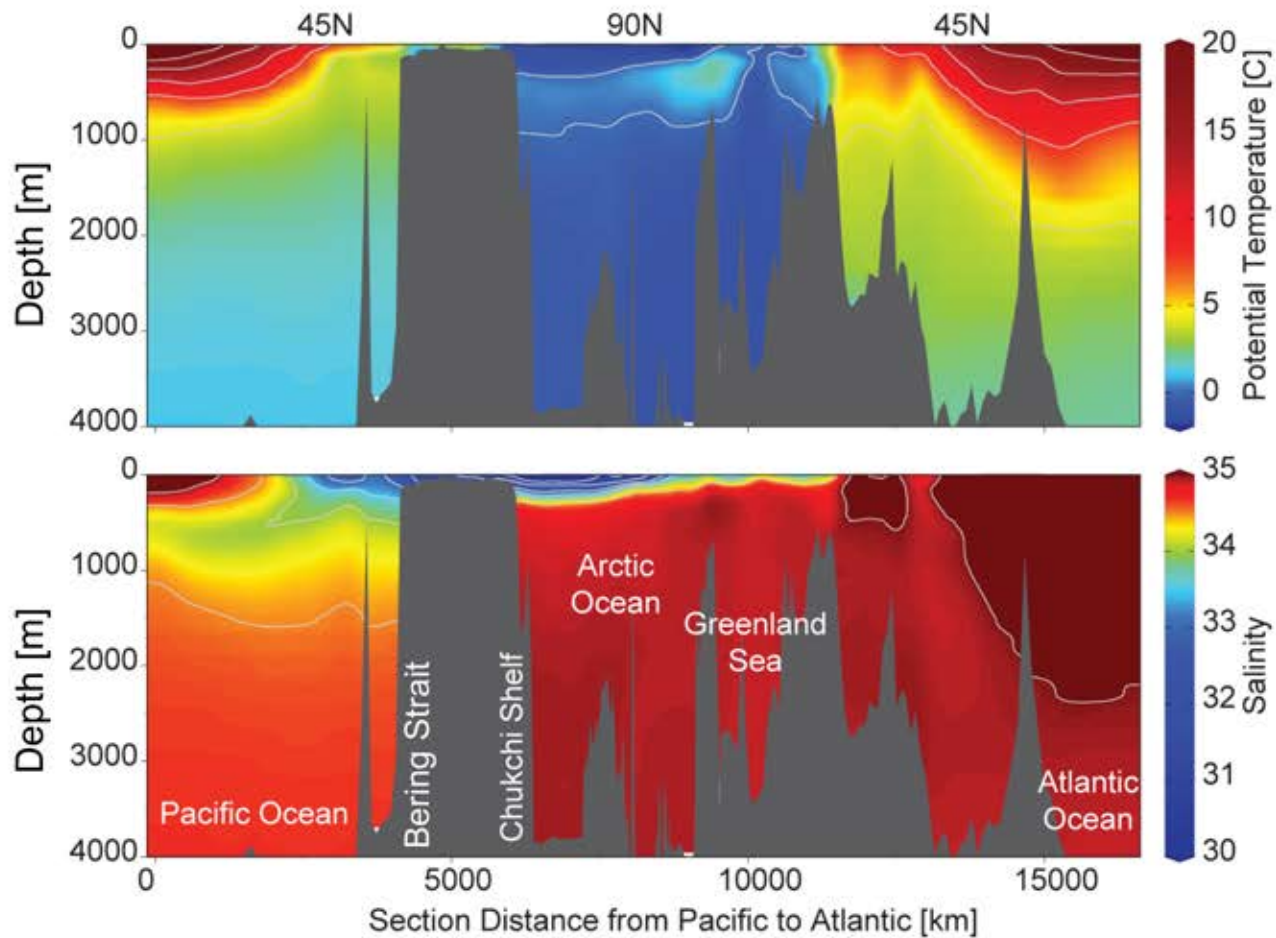 45N 90N 45N
0
1000
2000
3000
4000
Depth [m]
20
15
10
5
0
Potential Temperature [C]
0
1000
2000
3000
4000
Depth [m]
Pacific Ocean
Bering Strait
Chukchi Shelf
Arctic
Ocean
Greenland
Sea
Atlantic
Ocean
35
34
33
32
31
30
Salinity
0 5000 10000 15000
Section Distance from Pacific to Atlantic [km]